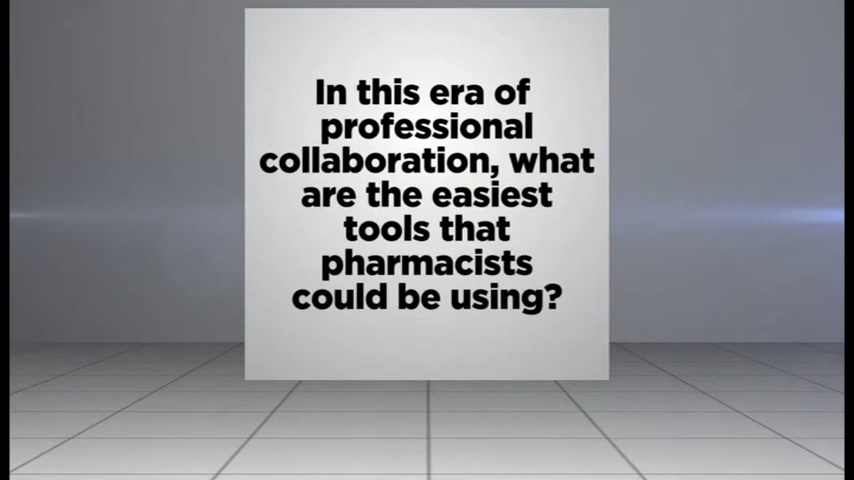 In this era of
professional
collaboration, what
are the easiest
tools that
pharmacists
could be using?